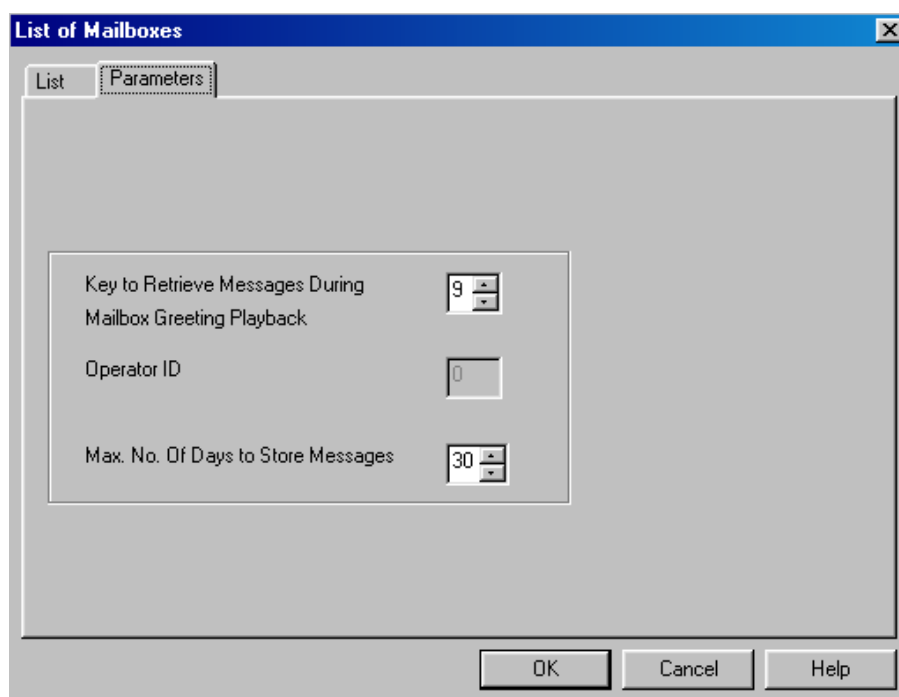 List of Mailboxes
List
Parameters
Key to Retrieve Messages During
Mailbox Greeting Playback
9
Operator ID
0
Max. No. Of Days to Store Messages
30
OK
Cancel
Help